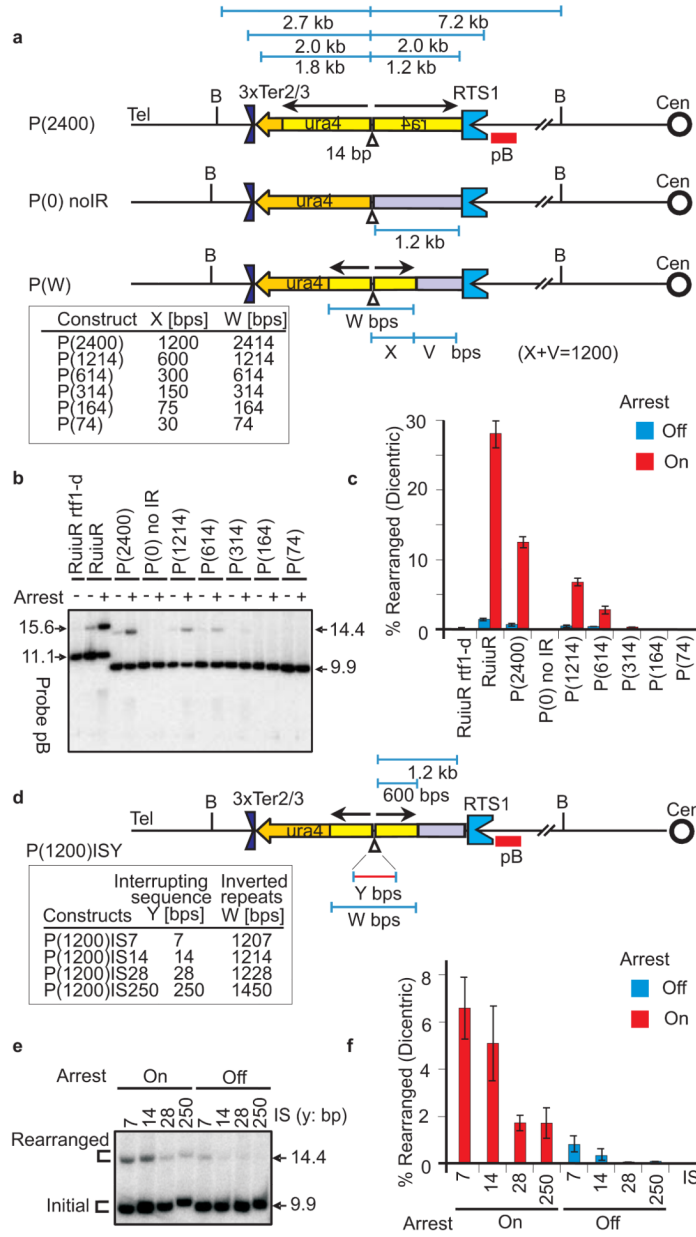 a
2.7 kb 7.2 kb
2.0 kb 2.0 kb
1.8 kb 1.2 kb
3xTer2/3 RTS1
B B Cen
P(2400) Tel ura4 ura4
14 bp pB
B B Cen
P(0) noIR ura4
1.2 kb
B B Cen
P(W) ura4
W bps
X V bps (X+V=1200)
Construct X [bps] W [bps]
P(2400) 1200 2414
P(1214) 600 1214
P(614) 300 614
P(314) 150 314
P(164) 75 164
P(74) 30 74
b
RuiuR rtf1-d
RuiuR
P(2400)
P(0) no IR
P(1214)
P(614)
P(314)
P(164)
P(74)
Arrest - - + - + - + - + - + - + - + - +
15.6 14.4
11.1 9.9
Probe pB
c
Arrest
Off
On
% Rearranged (Dicentric)
30
20
10
0
RuiuR rtf1-d
RuiuR
P(2400)
P(0) no IR
P(1214)
P(614)
P(314)
P(164)
P(74)
d
1.2 kb
600 bps
3xTer2/3 RTS1
B B Cen
Tel ura4
pB
P(1200)ISY
Y bps
W bps
Interrupting Inverted
sequence repeats
Constructs Y [bps] W [bps]
P(1200)IS7 7 1207
P(1200)IS14 14 1214
P(1200)IS28 28 1228
P(1200)IS250 250 1450
e
Arrest On Off
7 14 28 250 7 14 28 250 IS (y: bp)
Rearranged 14.4
Initial 9.9
f
Arrest
Off
On
% Rearranged (Dicentric)
8
6
4
2
0
7 14 28 250 7 14 28 250 IS
Arrest On Off